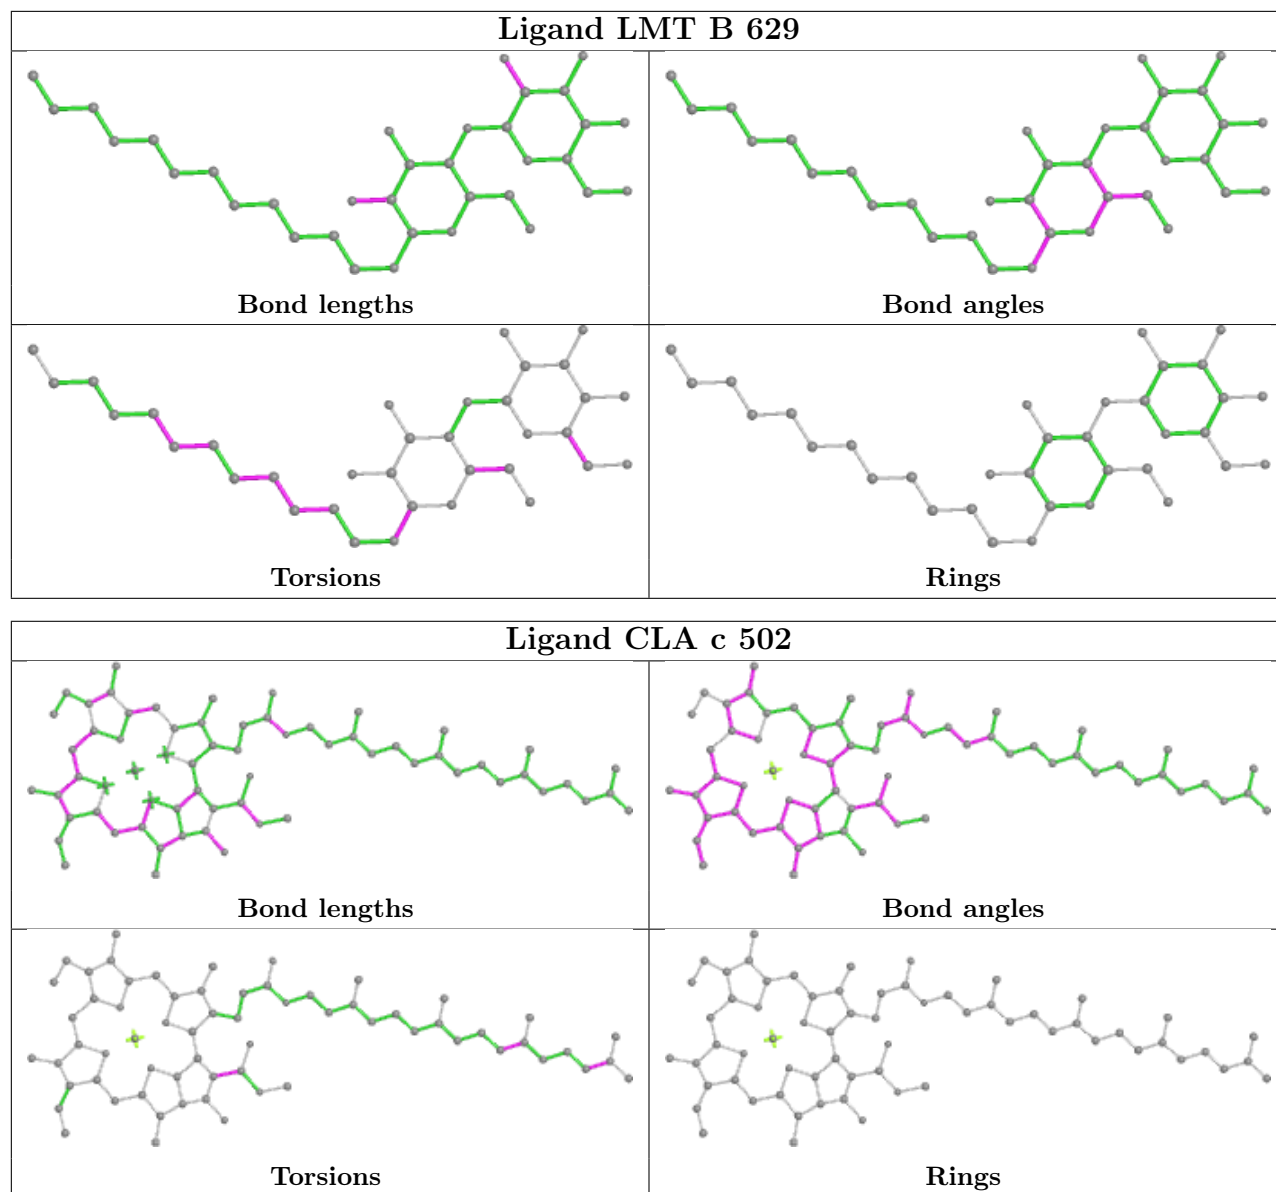 Ligand LMT B 629
Bond lengths
Bond angles
Torsions
Rings
Ligand CLA c 502
Bond lengths
Bond angles
Torsions
Rings